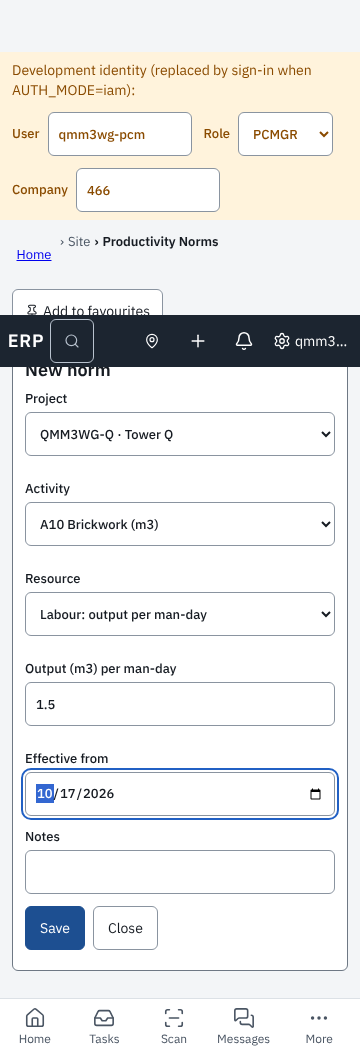 Development identity (replaced by sign-in when
AUTH_MODE=iam):
User qmm3wg-pcm Role PCMGR
Company 466
› Site › Productivity Norms
Home
Add to favourites
ERP qmm3...
New norm
Project
QMM3WG-Q · Tower Q
Activity
A10 Brickwork (m3)
Resource
Labour: output per man-day
Output (m3) per man-day
1.5
Effective from
10/17/2026
Notes
Save Close
Home Tasks Scan Messages More